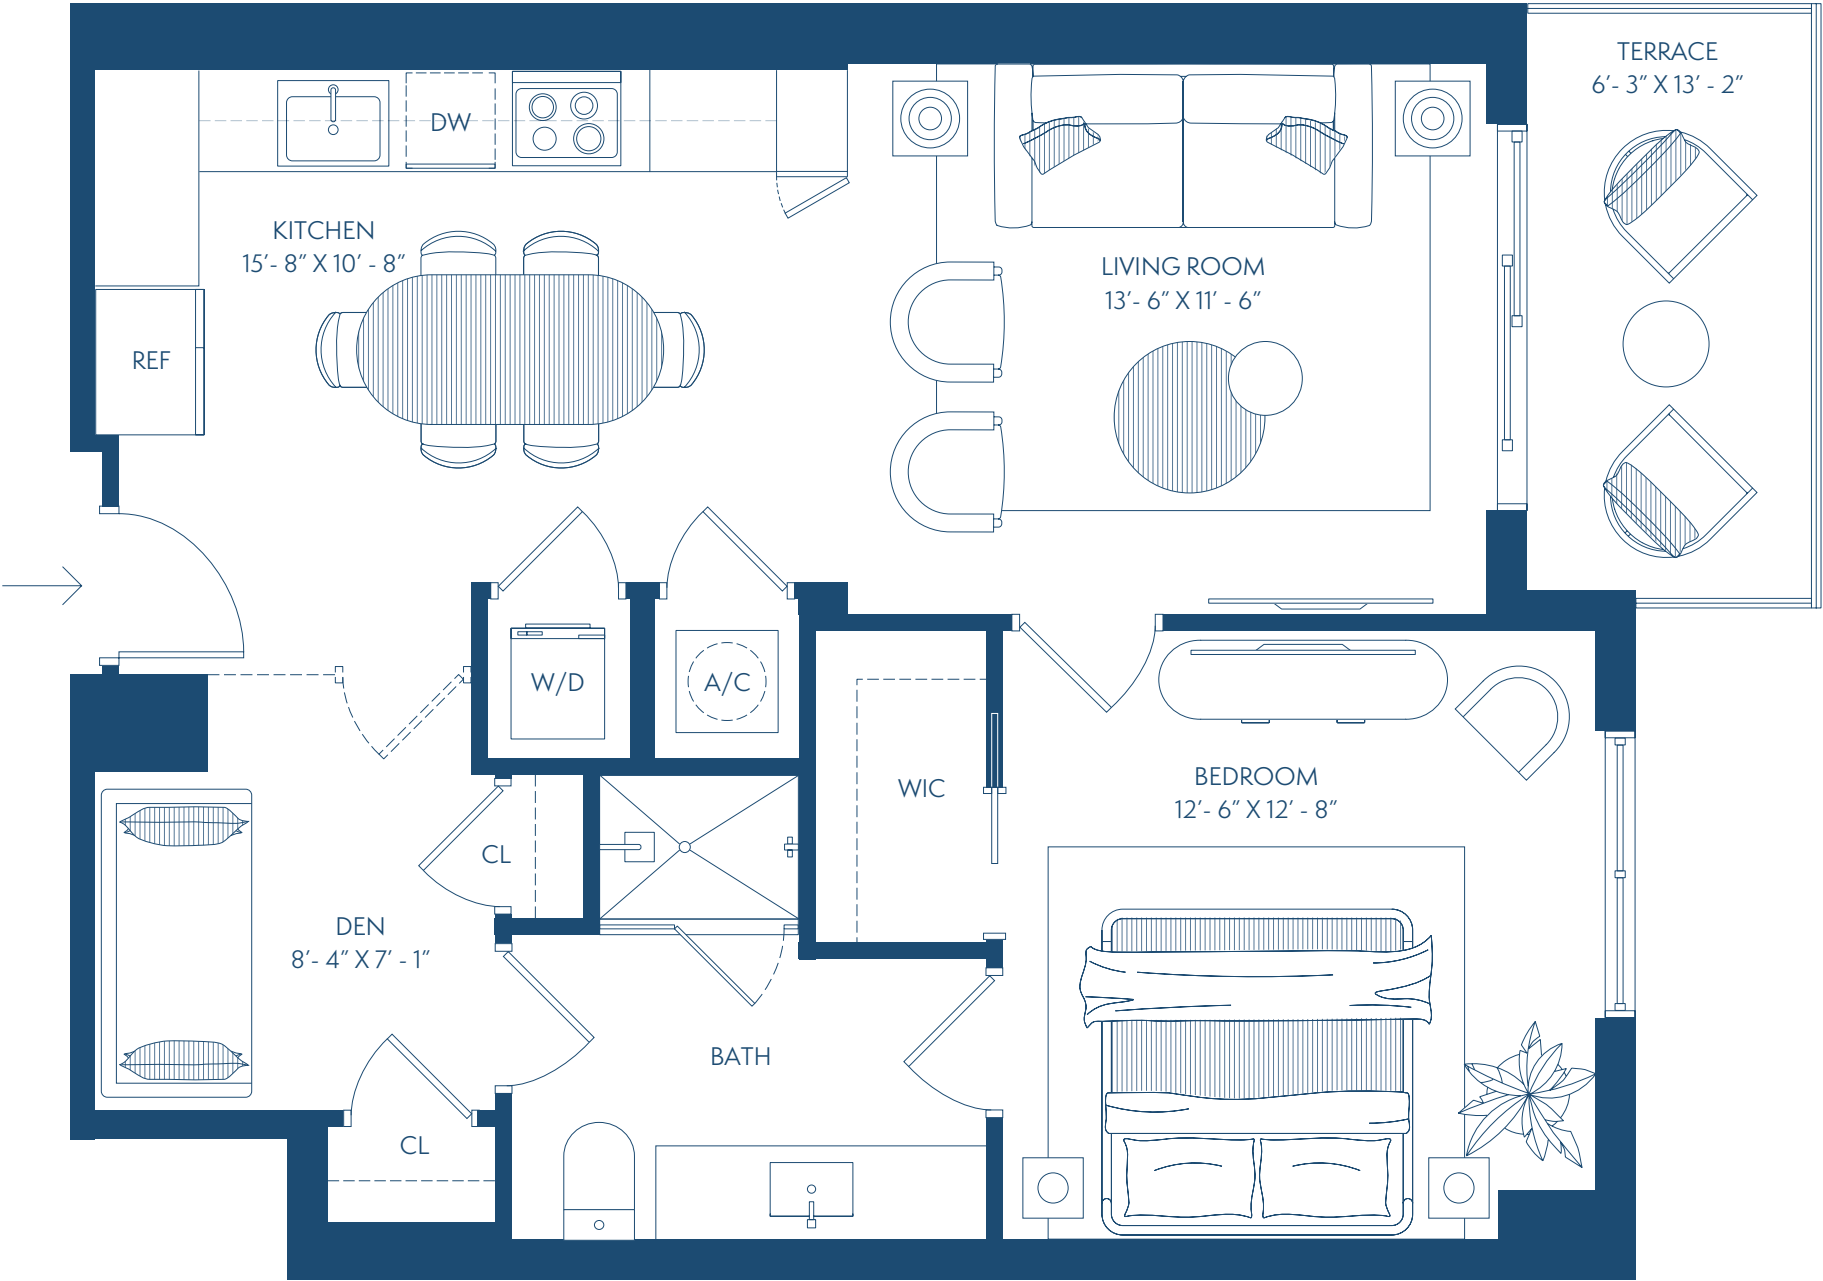 TERRACE
6’- 3” X 13’ - 2”
DW
KITCHEN
15’- 8” X 10’ - 8”
LIVING ROOM
13’- 6” X 11’ - 6”
REF
W/D
A/C
WIC
BEDROOM
12’- 6” X 12’ - 8”
CL
DEN
8’- 4” X 7’ - 1”
BATH
CL